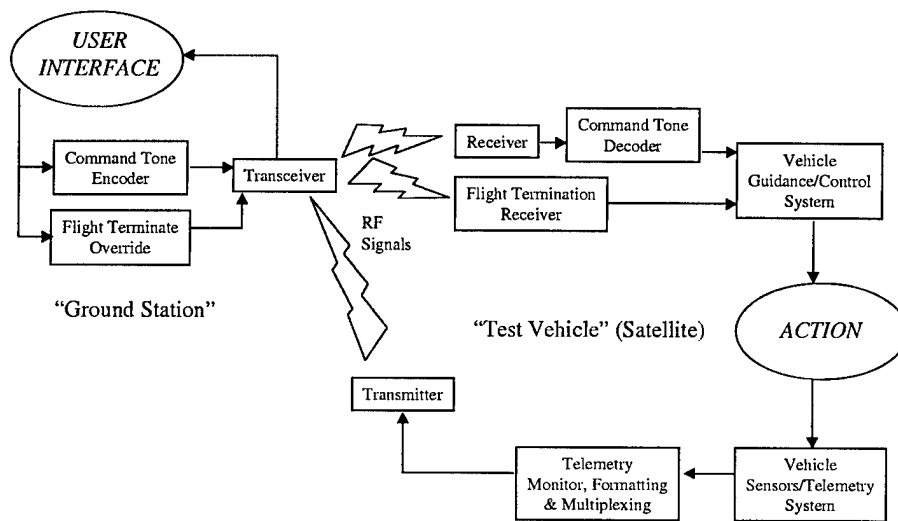 USER
INTERFACE
Command Tone
Encoder
Flight Terminate
Override
Transceiver
Receiver
Command Tone
Decoder
Flight Termination
Receiver
Vehicle
Guidance/Control
System
RF
Signals
“Ground Station”
“Test Vehicle” (Satellite)
ACTION
Transmitter
Telemetry
Monitor, Formatting
& Multiplexing
Vehicle
Sensors/Telemetry
System